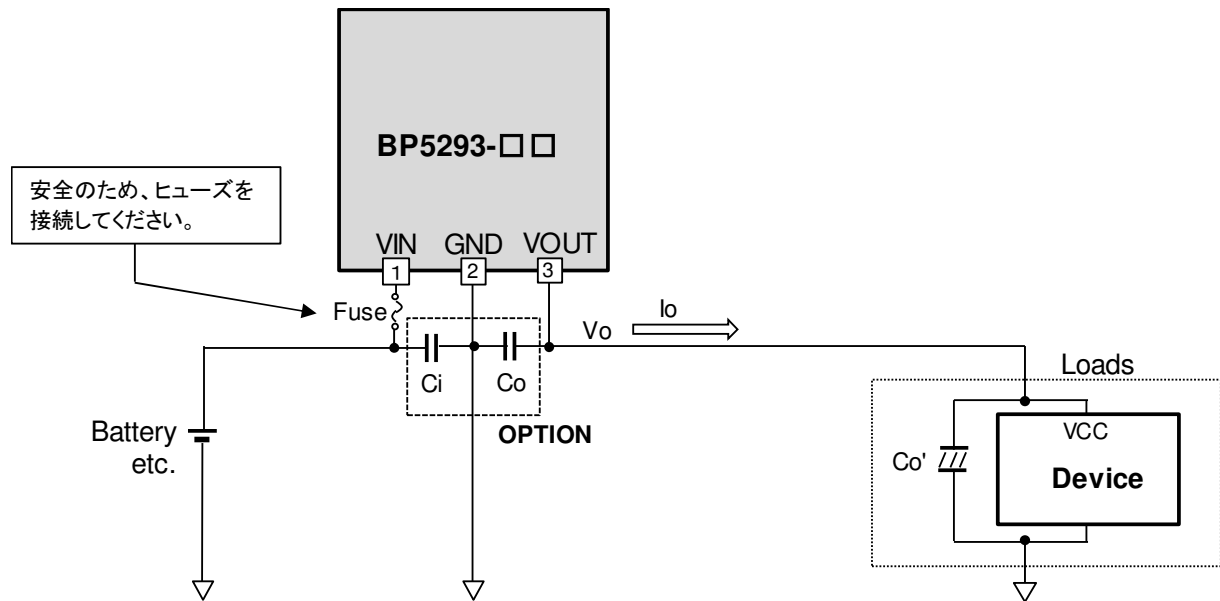 BP5293-□□
安全のため、ヒューズを
接続してください。
VIN GND VOUT
1 2 3
Fuse
Io
Vo
Ci
Co
OPTION
Loads
Battery
etc.
VCC
Co'
Device